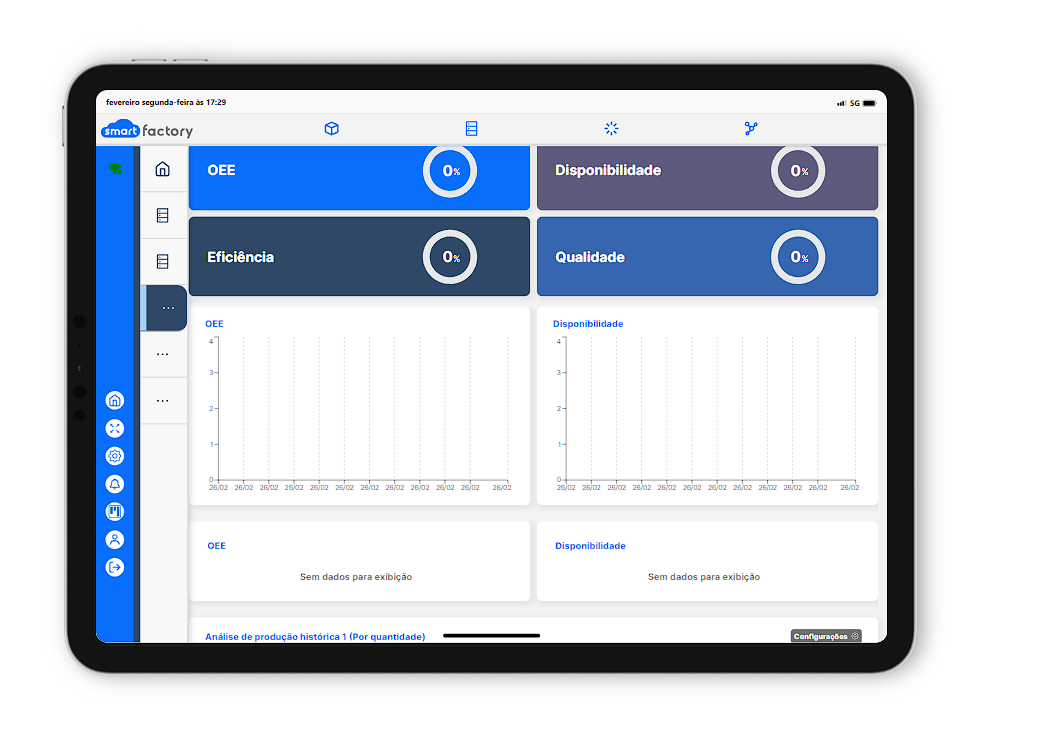 fevereiro segunda-feira às 17:29
5G
smart factory
OEE
0%
Disponibilidade
0%
Eficiência
0%
Qualidade
0%
...
...
...
OEE
4
3
2
1
0
26/02 26/02 26/02 26/02 26/02 26/02 26/02 26/02 26/02 26/02 26/02 26/02
Disponibilidade
4
3
2
1
0
26/02 26/02 26/02 26/02 26/02 26/02 26/02 26/02 26/02 26/02 26/02 26/02
OEE
Sem dados para exibição
Disponibilidade
Sem dados para exibição
Análise de produção histórica 1 (Por quantidade)
Configurações